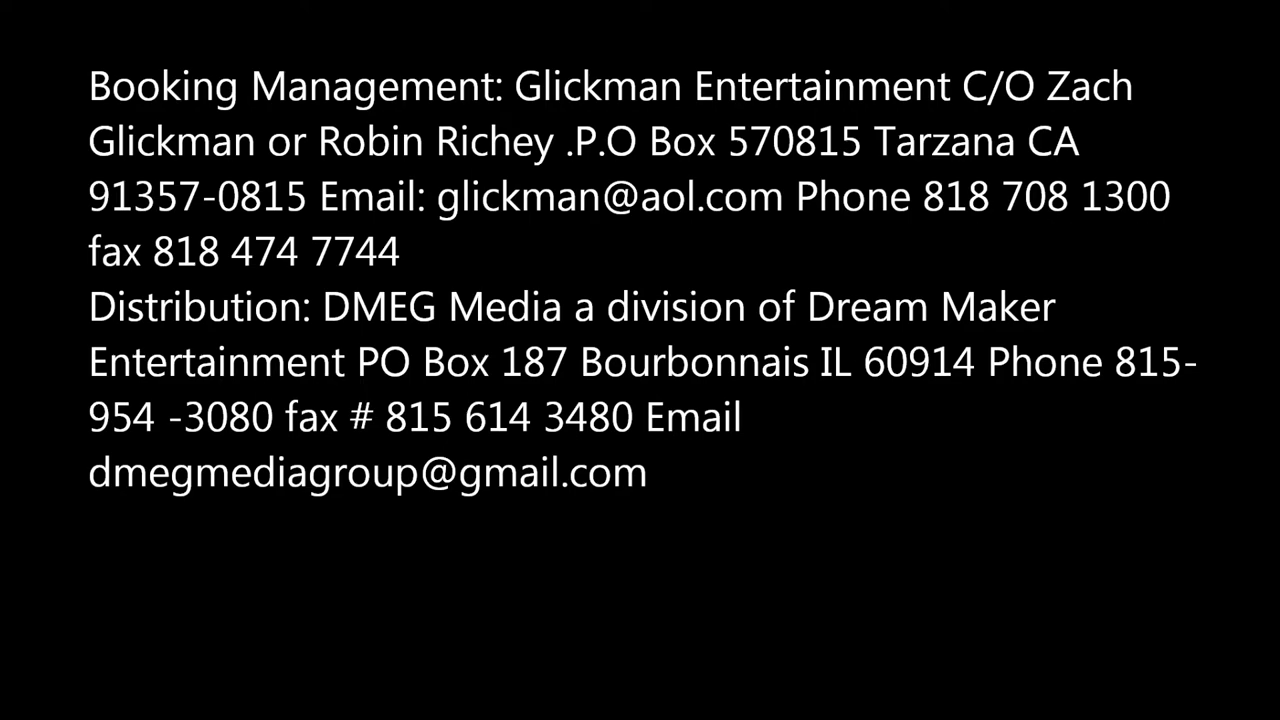 Booking Management: Glickman Entertainment C/O Zach
Glickman or Robin Richey .P.O Box 570815 Tarzana CA
91357-0815 Email: glickman@aol.com Phone 818 708 1300
fax 818 474 7744
Distribution: DMEG Media a division of Dream Maker
Entertainment PO Box 187 Bourbonnais IL 60914 Phone 815-
954 -3080 fax # 815 614 3480 Email
dmegmediagroup@gmail.com